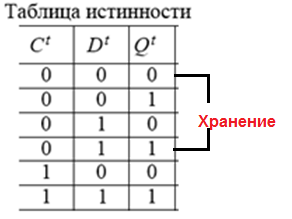 Таблица истинности
C^t D^t Q^t
0 0 0
0 0 1
0 1 0
0 1 1
1 0 0
1 1 1
Хранение